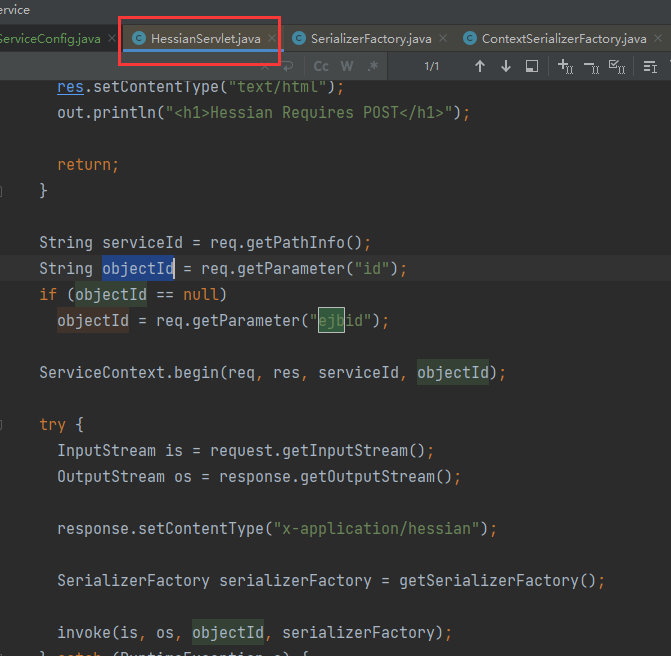 ervice
ServiceConfig.java × HessianServlet.java × SerializerFactory.java × ContextSerializerFactory.java ×
× Cc W .* 1/1
res.setContentType("text/html");
out.println("<h1>Hessian Requires POST</h1>");
return;
}
String serviceId = req.getPathInfo();
String objectId = req.getParameter("id");
if (objectId == null)
objectId = req.getParameter("ejbid");
ServiceContext.begin(req, res, serviceId, objectId);
try {
InputStream is = request.getInputStream();
OutputStream os = response.getOutputStream();
response.setContentType("x-application/hessian");
SerializerFactory serializerFactory = getSerializerFactory();
invoke(is, os, objectId, serializerFactory);
} catch (RuntimeException e) {